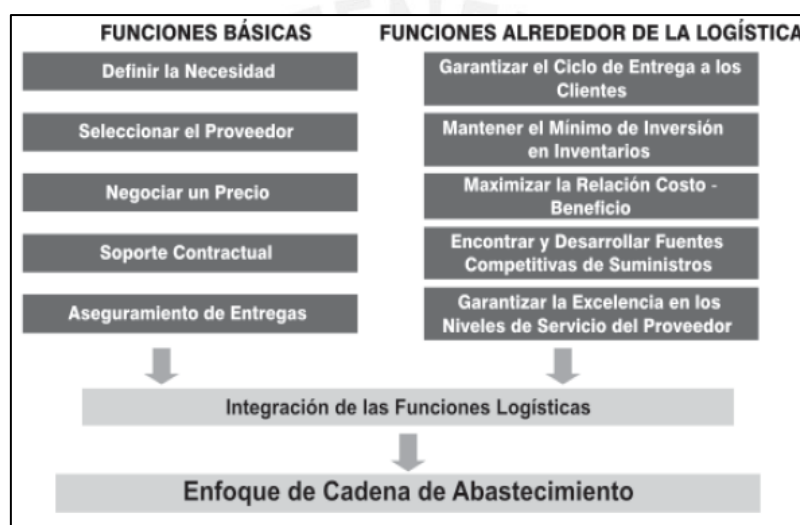 FUNCIONES BÁSICAS
Definir la Necesidad
Seleccionar el Proveedor
Negociar un Precio
Soporte Contractual
Aseguramiento de Entregas
FUNCIONES ALREDEDOR DE LA LOGÍSTICA
Garantizar el Ciclo de Entrega a los
Clientes
Mantener el Mínimo de Inversión
en Inventarios
Maximizar la Relación Costo -
Beneficio
Encontrar y Desarrollar Fuentes
Competitivas de Suministros
Garantizar la Excelencia en los
Niveles de Servicio del Proveedor
Integración de las Funciones Logísticas
Enfoque de Cadena de Abastecimiento